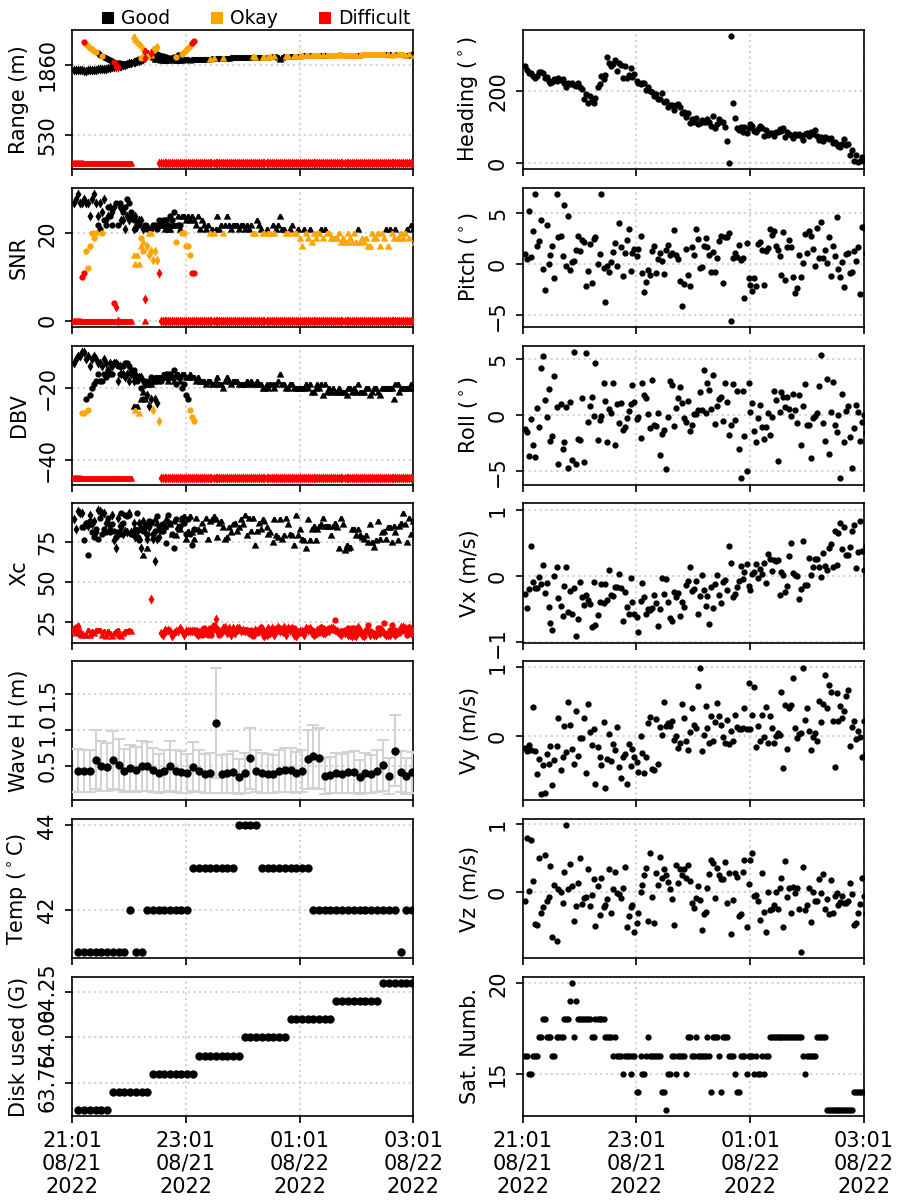 Good Okay Difficult
Range (m)
1860
530
Heading (°)
200
0
SNR
20
0
Pitch (°)
5
0
−5
DBV
−20
−40
Roll (°)
5
0
−5
Xc
75
50
25
Vx (m/s)
1
0
−1
Wave H (m)
1.5
1.0
0.5
Vy (m/s)
1
0
Temp (°C)
44
42
Vz (m/s)
1
0
Disk used (G)
64.25
64.00
63.76
Sat. Numb.
20
15
21:01 23:01 01:01 03:01 21:01 23:01 01:01 03:01
08/21 08/21 08/22 08/22 08/21 08/21 08/22 08/22
2022 2022 2022 2022 2022 2022 2022 2022